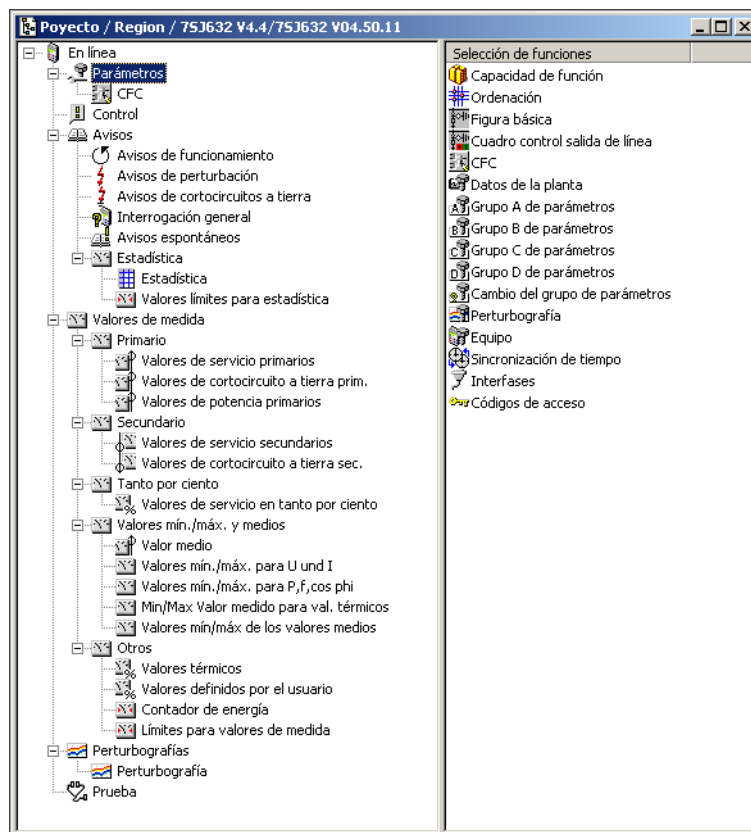 Poyecto / Region / 7SJ632 V4.4/7SJ632 V04.50.11
En línea
Parámetros
CFC
Control
Avisos
Avisos de funcionamiento
Avisos de perturbación
Avisos de cortocircuitos a tierra
Interrogación general
Avisos espontáneos
Estadística
Estadística
Valores límites para estadística
Valores de medida
Primario
Valores de servicio primarios
Valores de cortocircuito a tierra prim.
Valores de potencia primarios
Secundario
Valores de servicio secundarios
Valores de cortocircuito a tierra sec.
Tanto por ciento
Valores de servicio en tanto por ciento
Valores mín./máx. y medios
Valor medio
Valores mín./máx. para U und I
Valores mín./máx. para P,f,cos phi
Min/Max Valor medido para val. térmicos
Valores mín/máx de los valores medios
Otros
Valores térmicos
Valores definidos por el usuario
Contador de energía
Límites para valores de medida
Perturbografías
Perturbografía
Prueba
Selección de funciones
Capacidad de función
Ordenación
Figura básica
Cuadro control salida de línea
CFC
Datos de la planta
A Grupo A de parámetros
B Grupo B de parámetros
C Grupo C de parámetros
D Grupo D de parámetros
Cambio del grupo de parámetros
Perturbografía
Equipo
Sincronización de tiempo
Interfases
Códigos de acceso